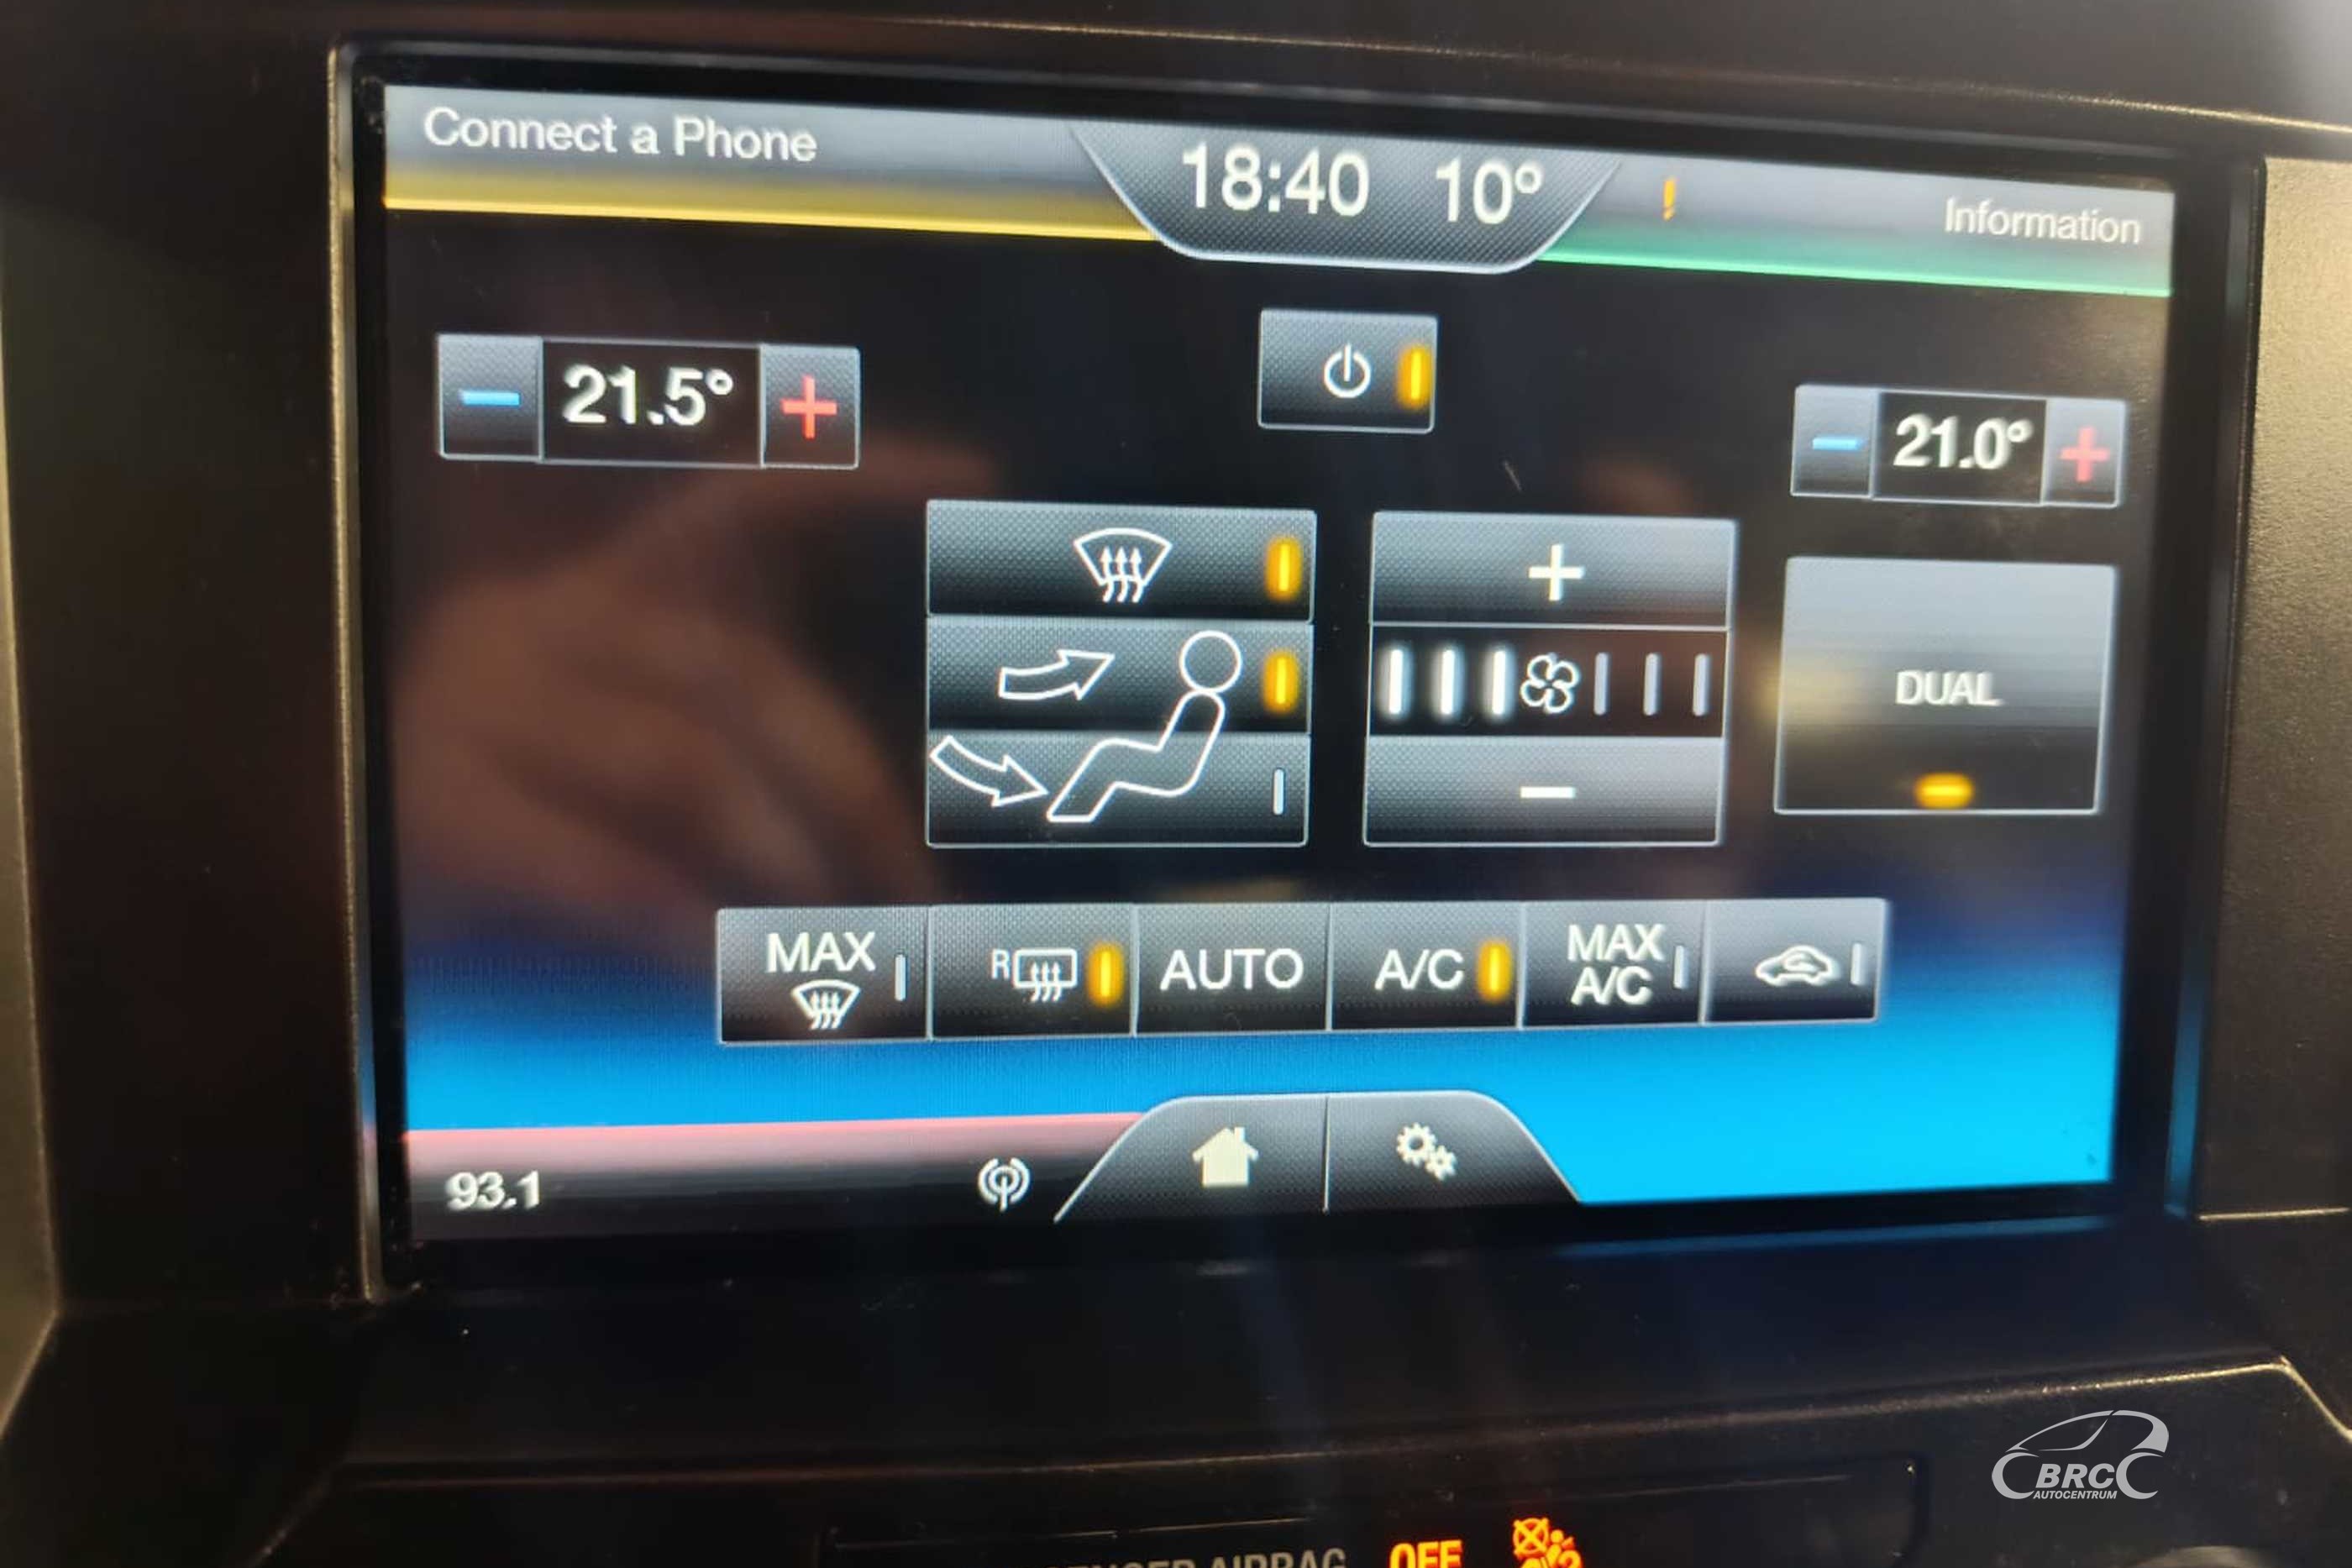 Connect a Phone
18:40 10°
Information
21.5°
21.0°
DUAL
MAX
R
AUTO
A/C
MAX
A/C
93.1
AIRBAG OFF
BRC
AUTOCENTRUM